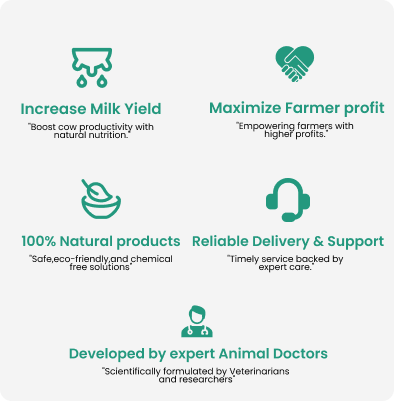 Increase Milk Yield
"Boost cow productivity with
natural nutrition."
Maximize Farmer profit
"Empowering farmers with
higher profits."
100% Natural products
"Safe,eco-friendly,and chemical
free solutions"
Reliable Delivery & Support
"Timely service backed by
expert care."
Developed by expert Animal Doctors
"Scientifically formulated by Veterinarians
and researchers"